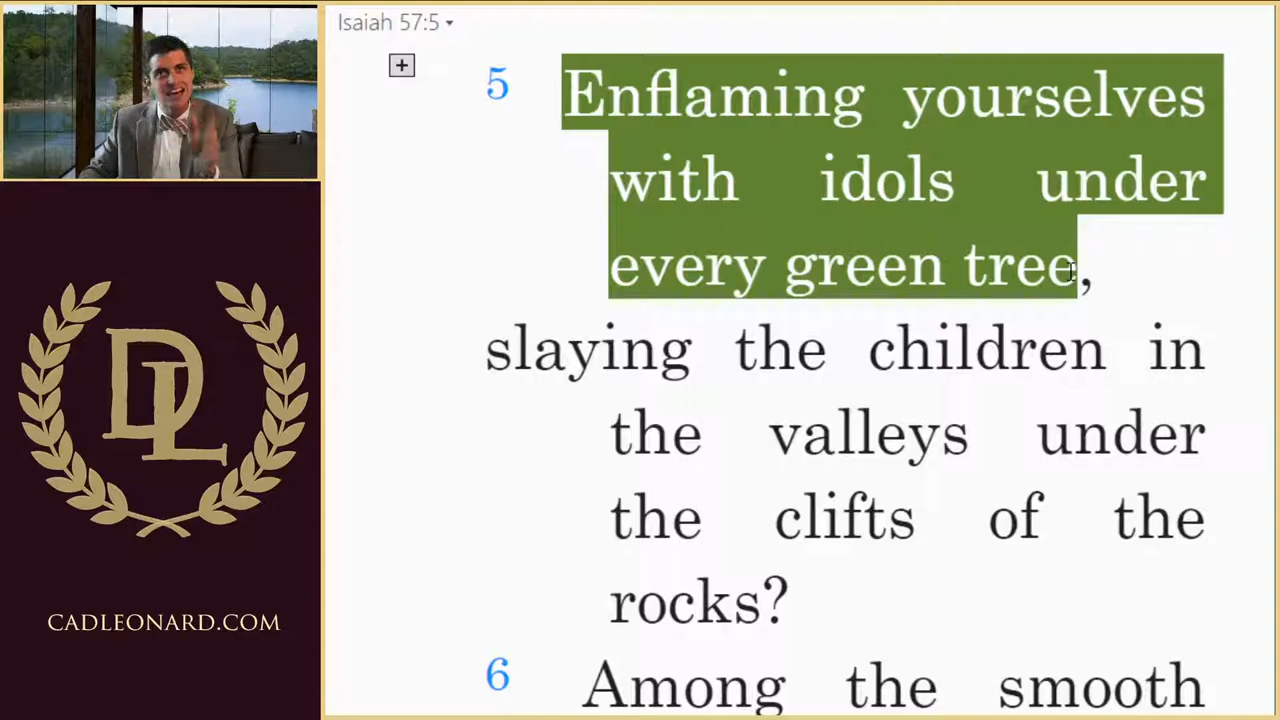 Isaiah 57:5
5 Enflaming yourselves
with idols under
every green tree,
slaying the children in
the valleys under
the clifts of the
rocks?
6 Among the smooth
DL
CADLEONARD.COM